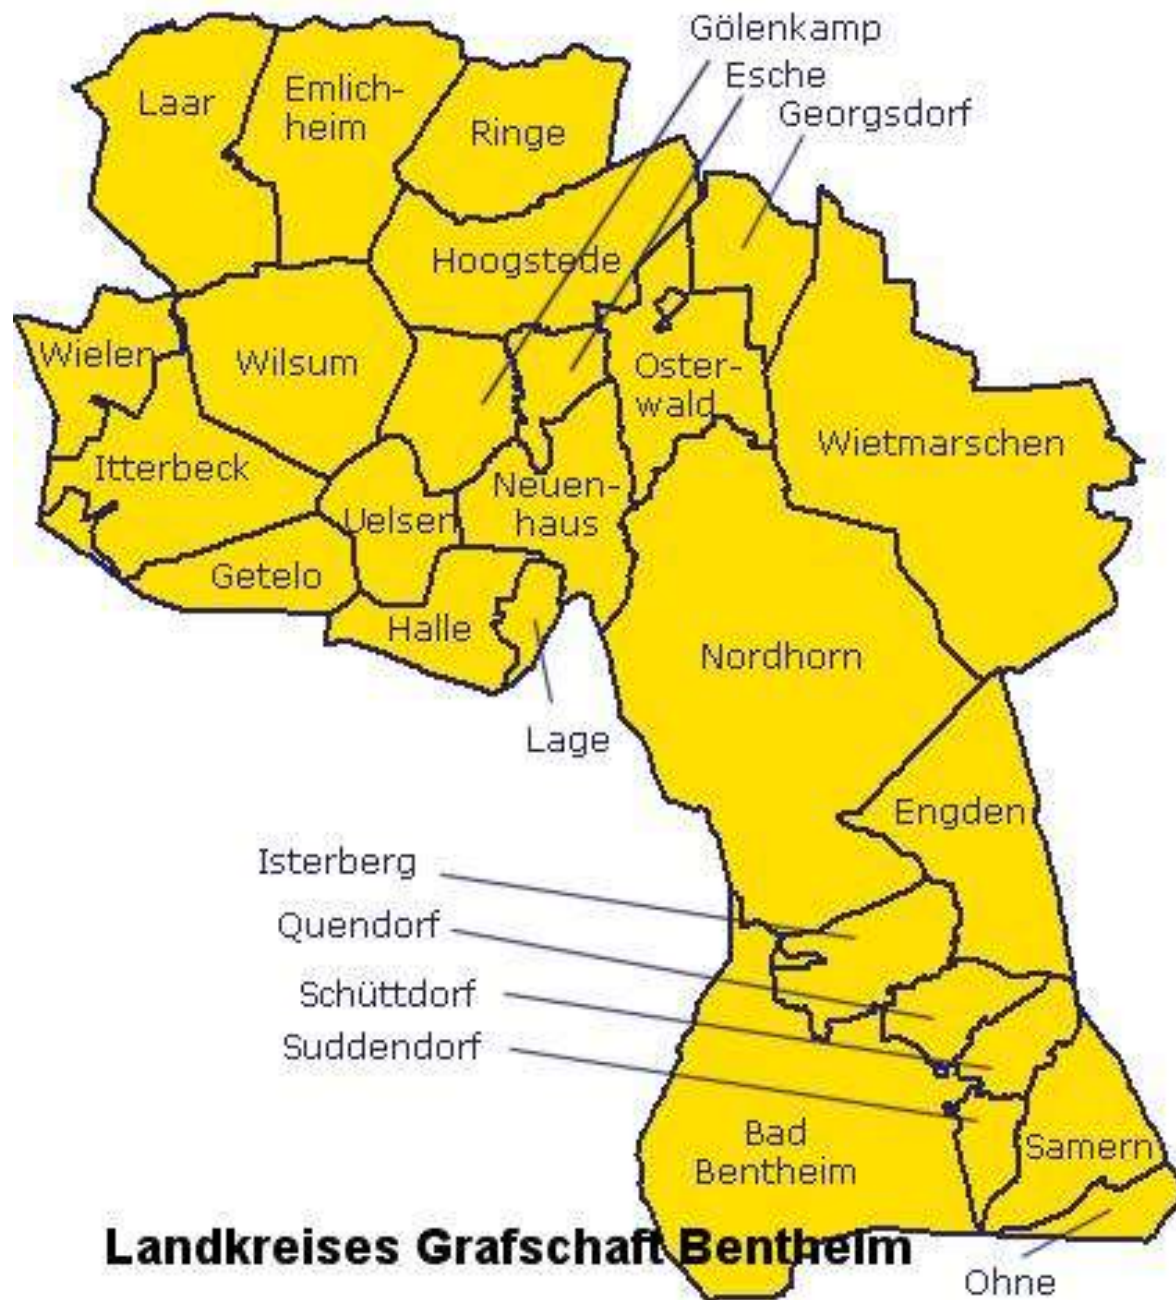 Gölenkamp
Esche
Georgsdorf
Laar
Emlich-
heim
Ringe
Hoogstede
Wielen
Wilsum
Oster-
wald
Wietmarschen
Itterbeck
Uelsen
Neuen-
haus
Getelo
Halle
Nordhorn
Lage
Engden
Isterberg
Quendorf
Schüttdorf
Suddendorf
Bad
Bentheim
Samern
Landkreises Grafschaft Bentheim
Ohne